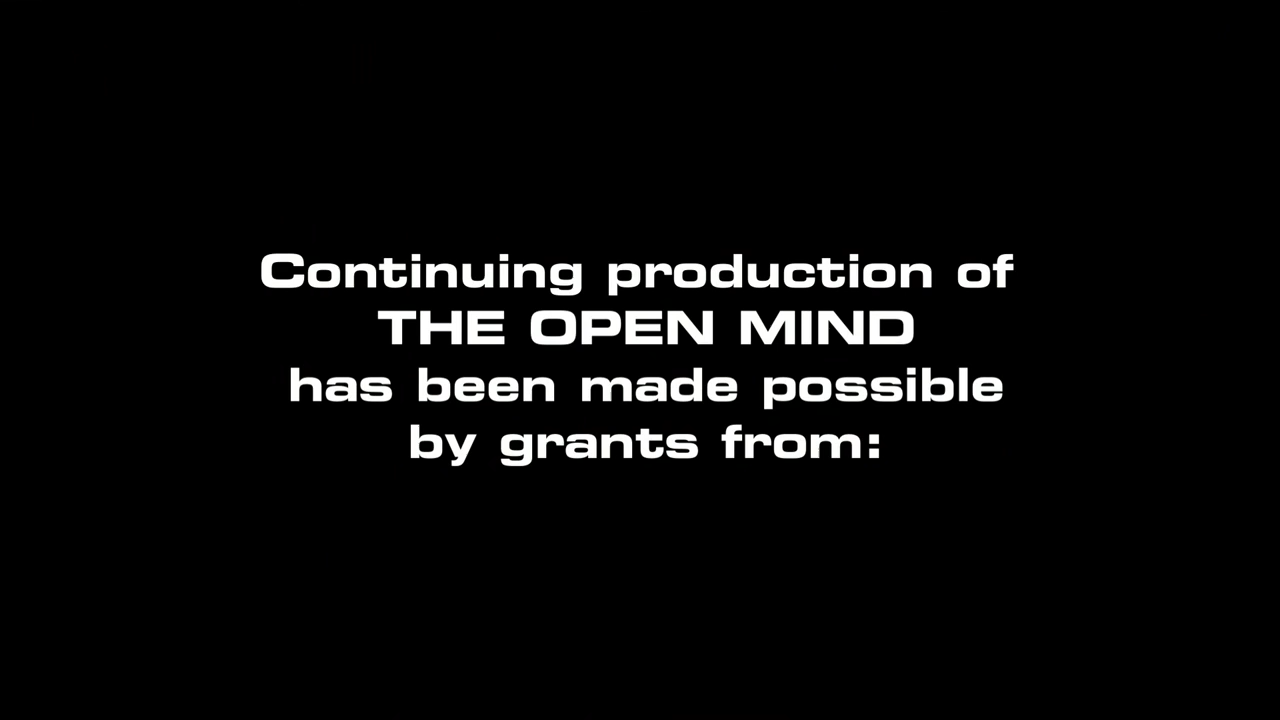 Continuing production of
THE OPEN MIND
has been made possible
by grants from: